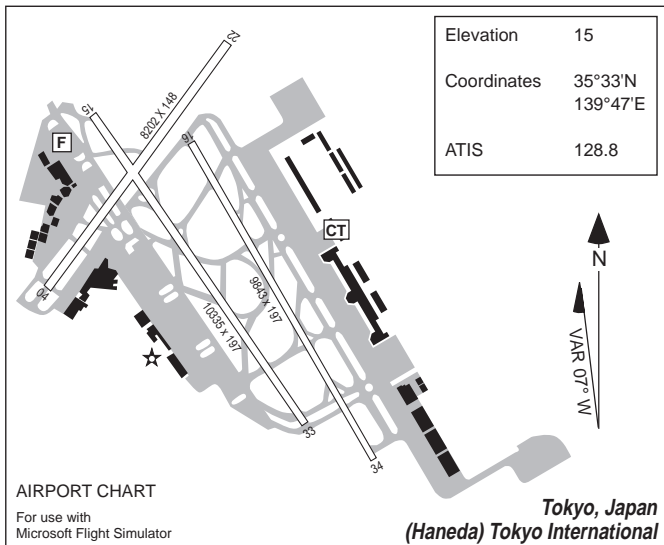 Elevation 15
Coordinates 35°33'N
139°47'E
ATIS 128.8
22
15
8202 X 148
16
F
CT
N
VAR 07° W
04
9843 x 197
10335 x 197
33
34
AIRPORT CHART
For use with
Microsoft Flight Simulator
Tokyo, Japan
(Haneda) Tokyo International